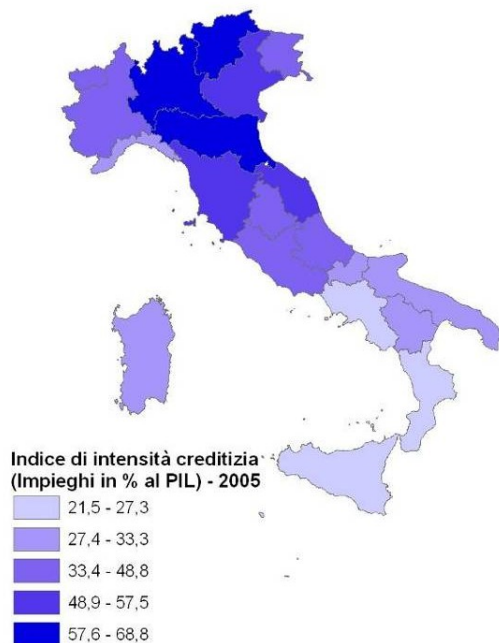 Indice di intensità creditizia
(Impieghi in % al PIL) - 2005
21,5 - 27,3
27,4 - 33,3
33,4 - 48,8
48,9 - 57,5
57,6 - 68,8